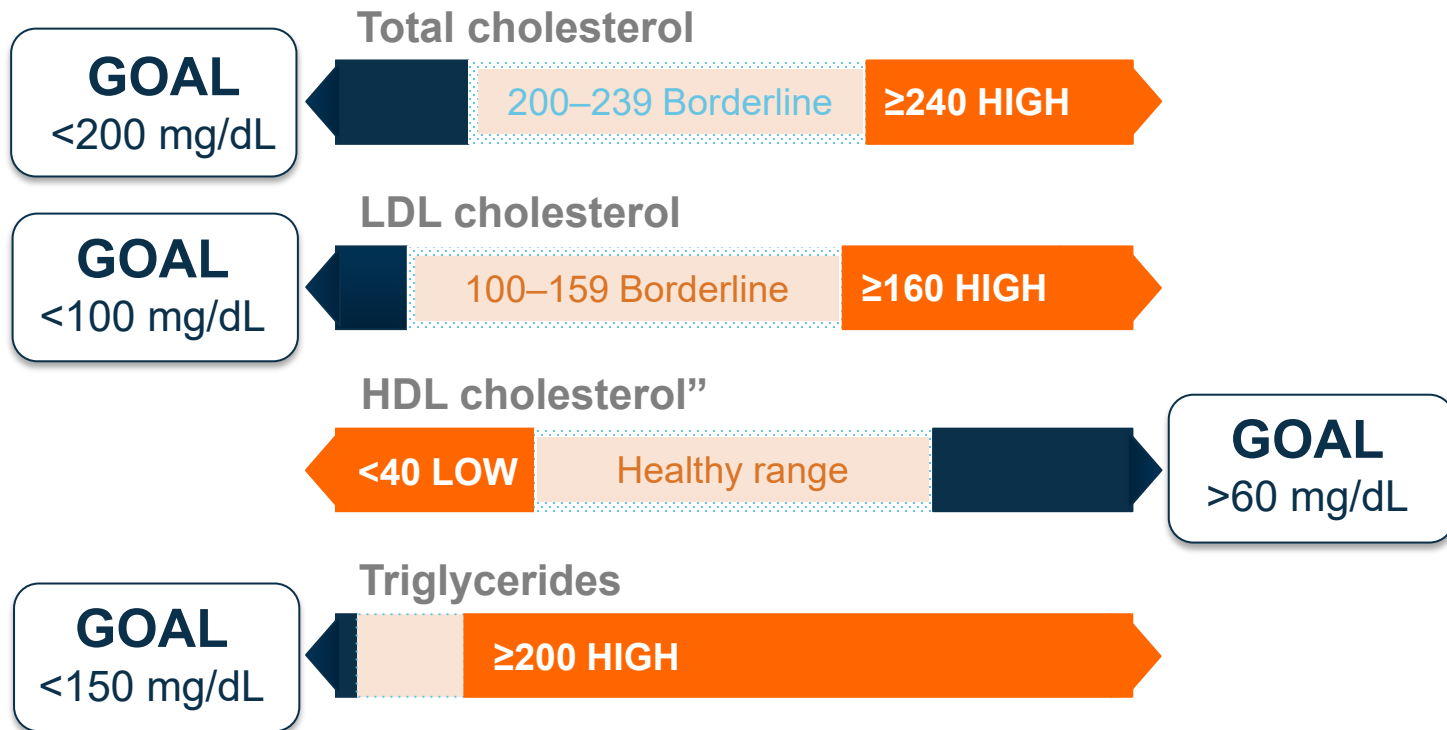 Total cholesterol
GOAL
<200 mg/dL
200–239 Borderline
≥240 HIGH
LDL cholesterol
GOAL
<100 mg/dL
100–159 Borderline
≥160 HIGH
HDL cholesterol”
<40 LOW
Healthy range
GOAL
>60 mg/dL
Triglycerides
GOAL
<150 mg/dL
≥200 HIGH